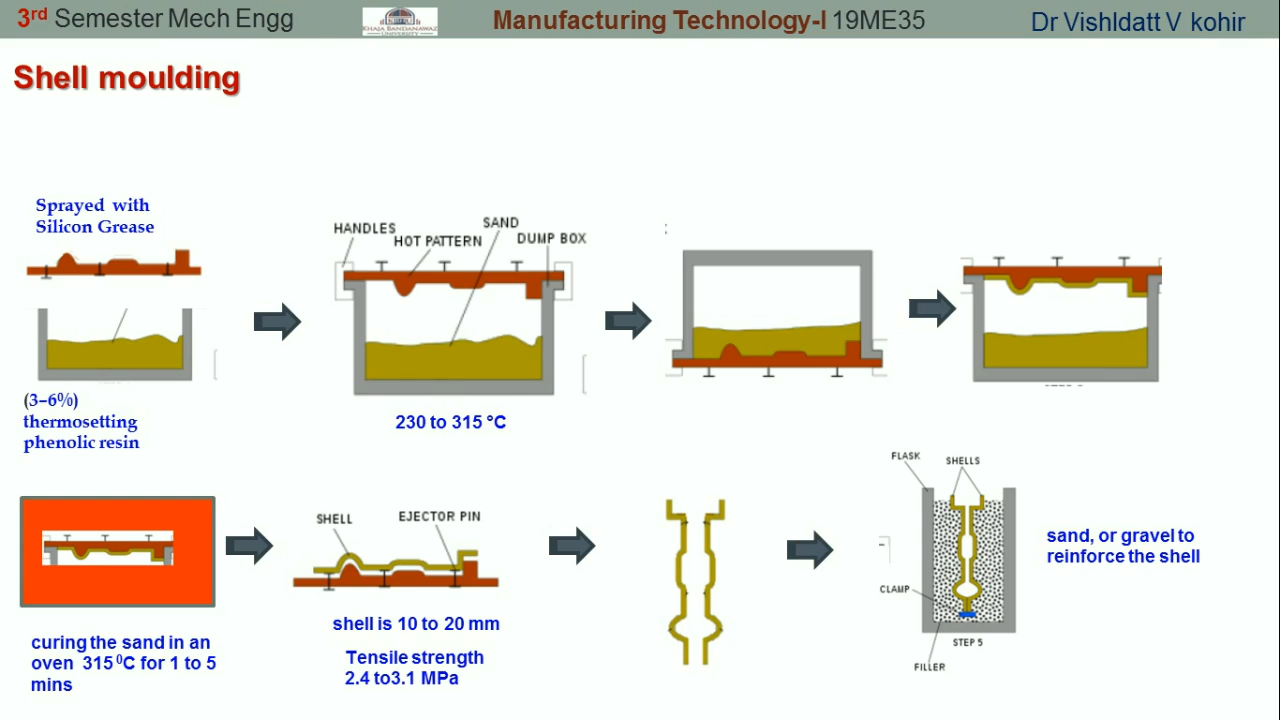 3rd Semester Mech Engg
KHAJA BANDANAWAZ
UNIVERSITY
Manufacturing Technology-I 19ME35
Dr Vishldatt V kohir
Shell moulding
Sprayed with
Silicon Grease
(3–6%)
thermosetting
phenolic resin
HANDLES
SAND
HOT PATTERN
DUMP BOX
230 to 315 °C
curing the sand in an
oven 315 ⁰C for 1 to 5
mins
SHELL
EJECTOR PIN
shell is 10 to 20 mm
Tensile strength
2.4 to3.1 MPa
FLASK
SHELLS
CLAMP
STEP 5
FILLER
sand, or gravel to
reinforce the shell